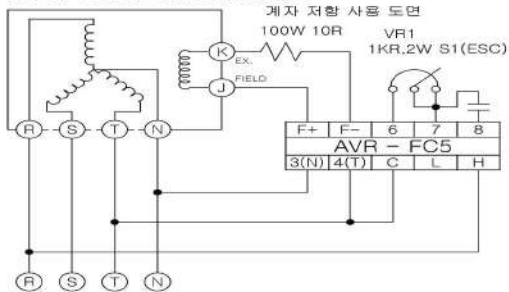 계자 저항 사용 도면
100W 10R
VR1
1KR,2W S1(ESC)
K
EX.
J
FIELD
R S T N
F+ F- 6 7 8
AVR - FC5
3(N) 4(T) C L H
R S T N